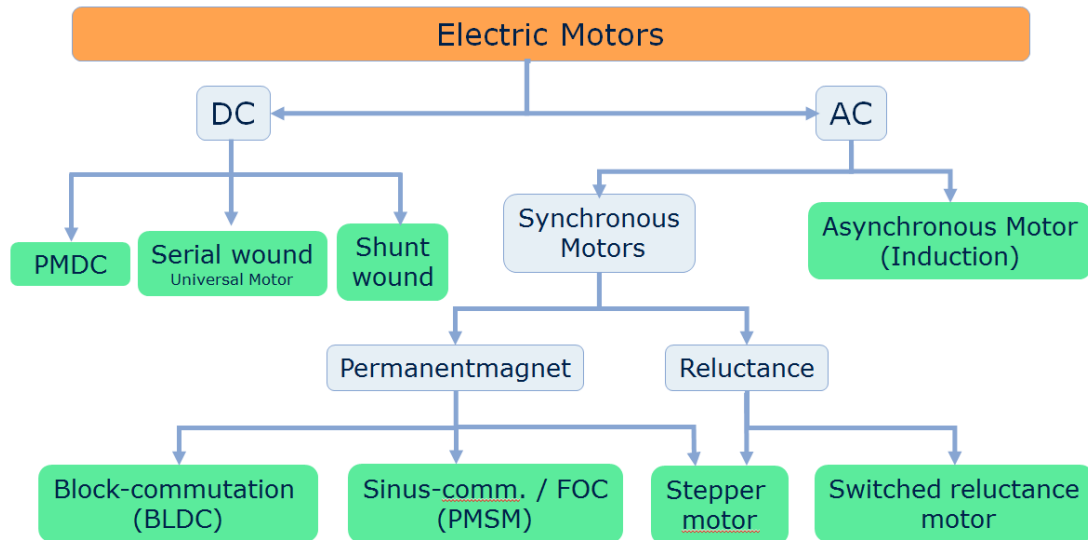 Electric Motors
DC
AC
Synchronous
Motors
Asynchronous Motor
(Induction)
PMDC
Serial wound
Universal Motor
Shunt
wound
Permanentmagnet
Reluctance
Block-commutation
(BLDC)
Sinus-comm. / FOC
(PMSM)
Stepper
motor
Switched reluctance
motor